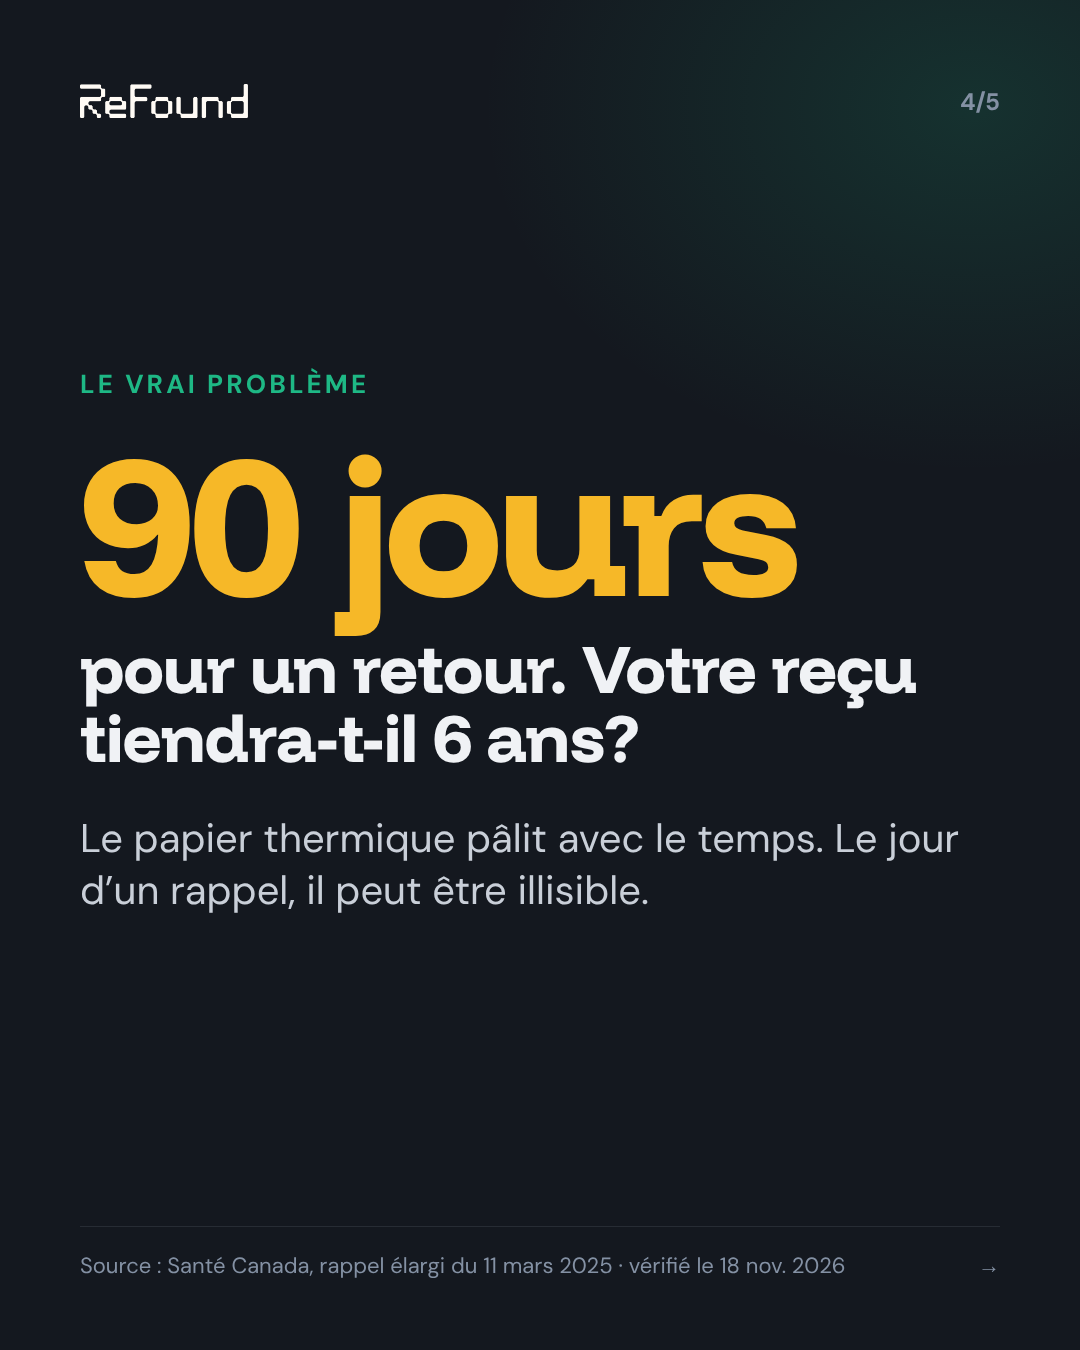 ReFound
4/5
LE VRAI PROBLÈME
90 jours
pour un retour. Votre reçu
tiendra-t-il 6 ans?
Le papier thermique pâlit avec le temps. Le jour
d’un rappel, il peut être illisible.
Source : Santé Canada, rappel élargi du 11 mars 2025 · vérifié le 18 nov. 2026 →